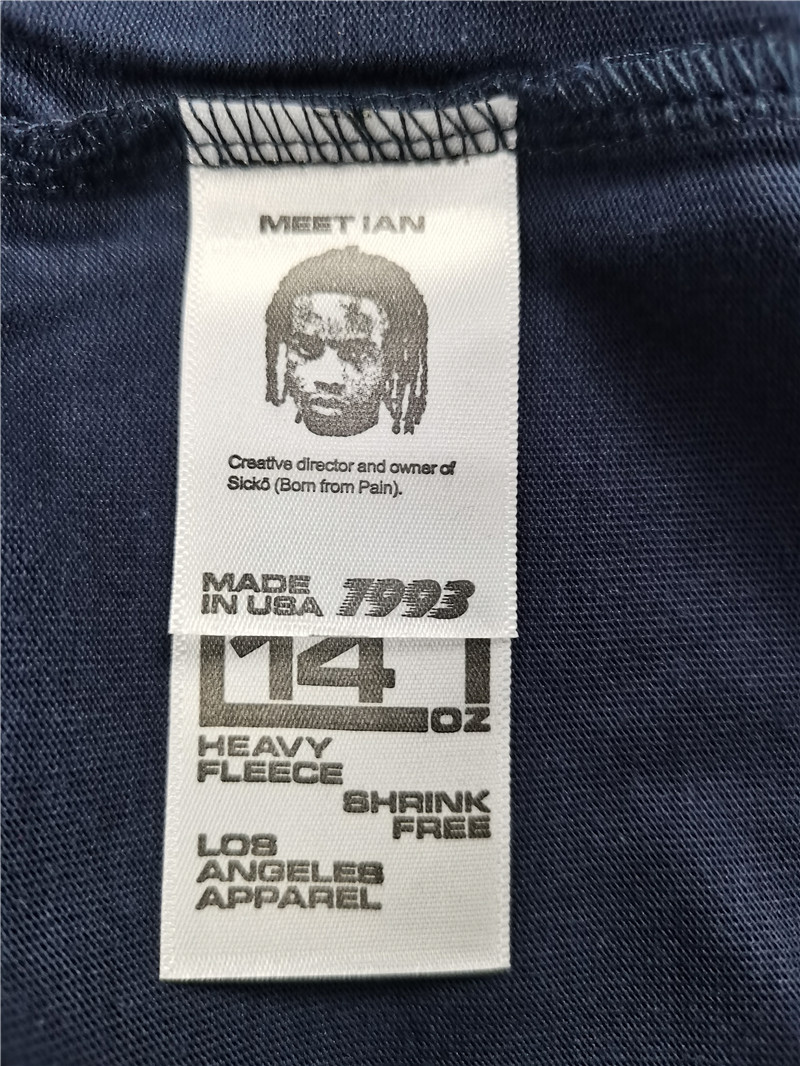 MEET IAN
Creative director and owner of
Sickö (Born from Pain).
MADE
IN USA 1993
14
OZ
HEAVY
FLEECE
SHRINK
FREE
LOS
ANGELES
APPAREL